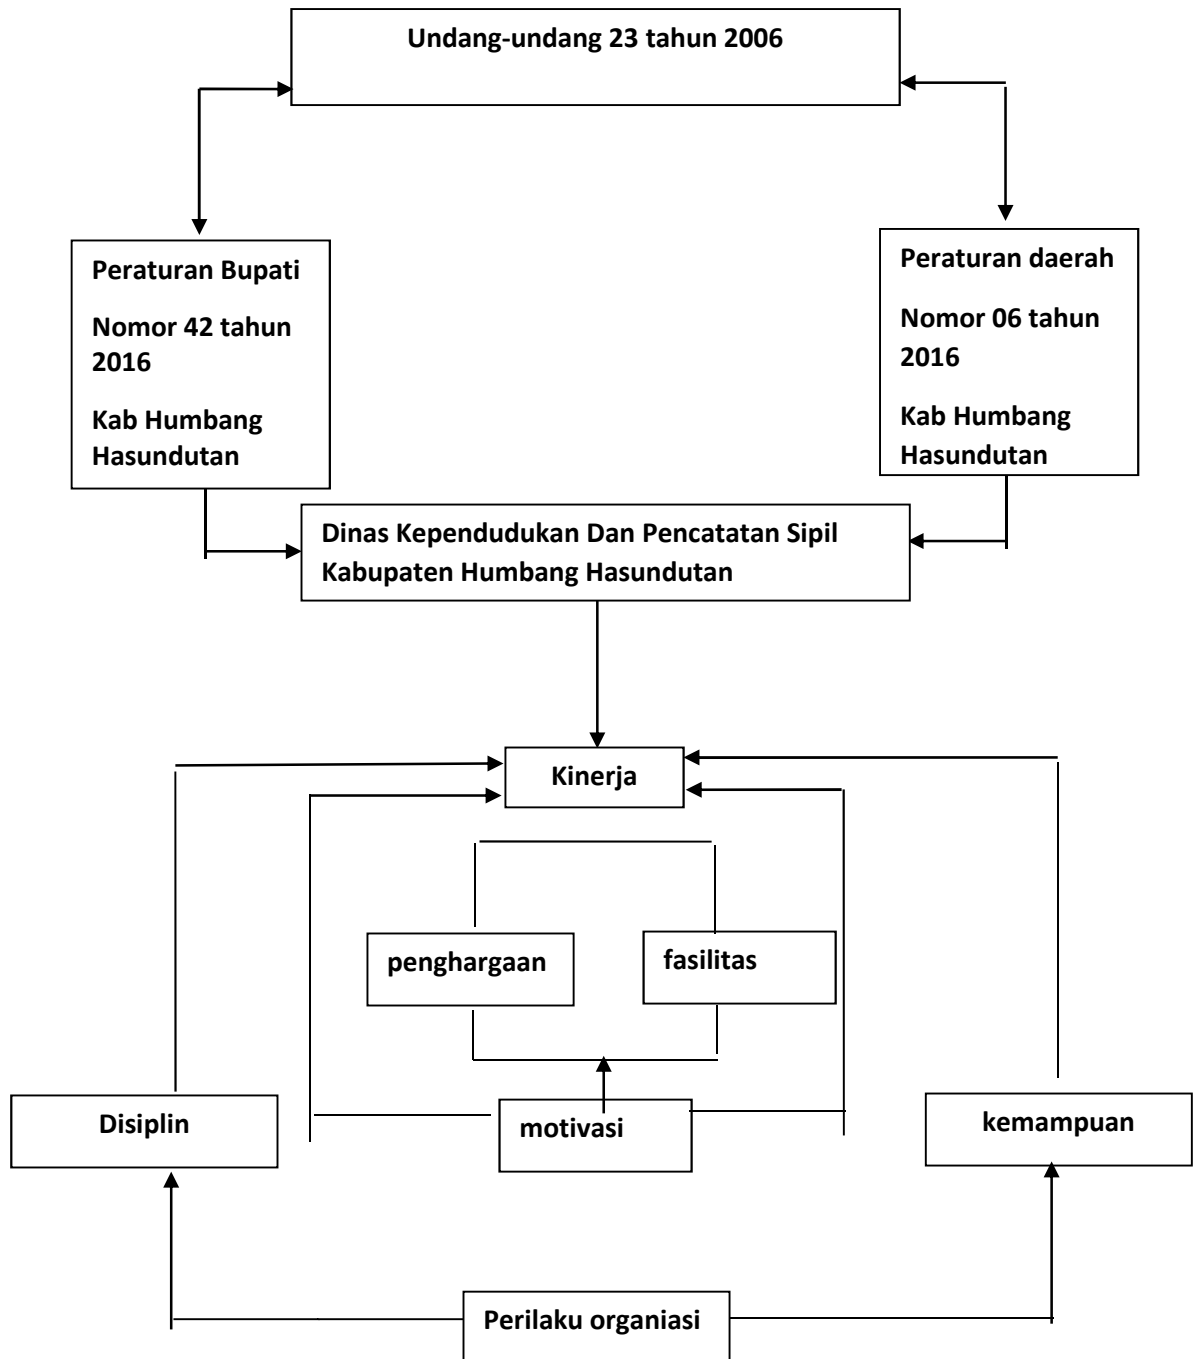 Undang-undang 23 tahun 2006
Peraturan Bupati
Nomor 42 tahun
2016
Kab Humbang
Hasundutan
Peraturan daerah
Nomor 06 tahun
2016
Kab Humbang
Hasundutan
Dinas Kependudukan Dan Pencatatan Sipil
Kabupaten Humbang Hasundutan
Kinerja
penghargaan
fasilitas
Disiplin
motivasi
kemampuan
Perilaku organiasi